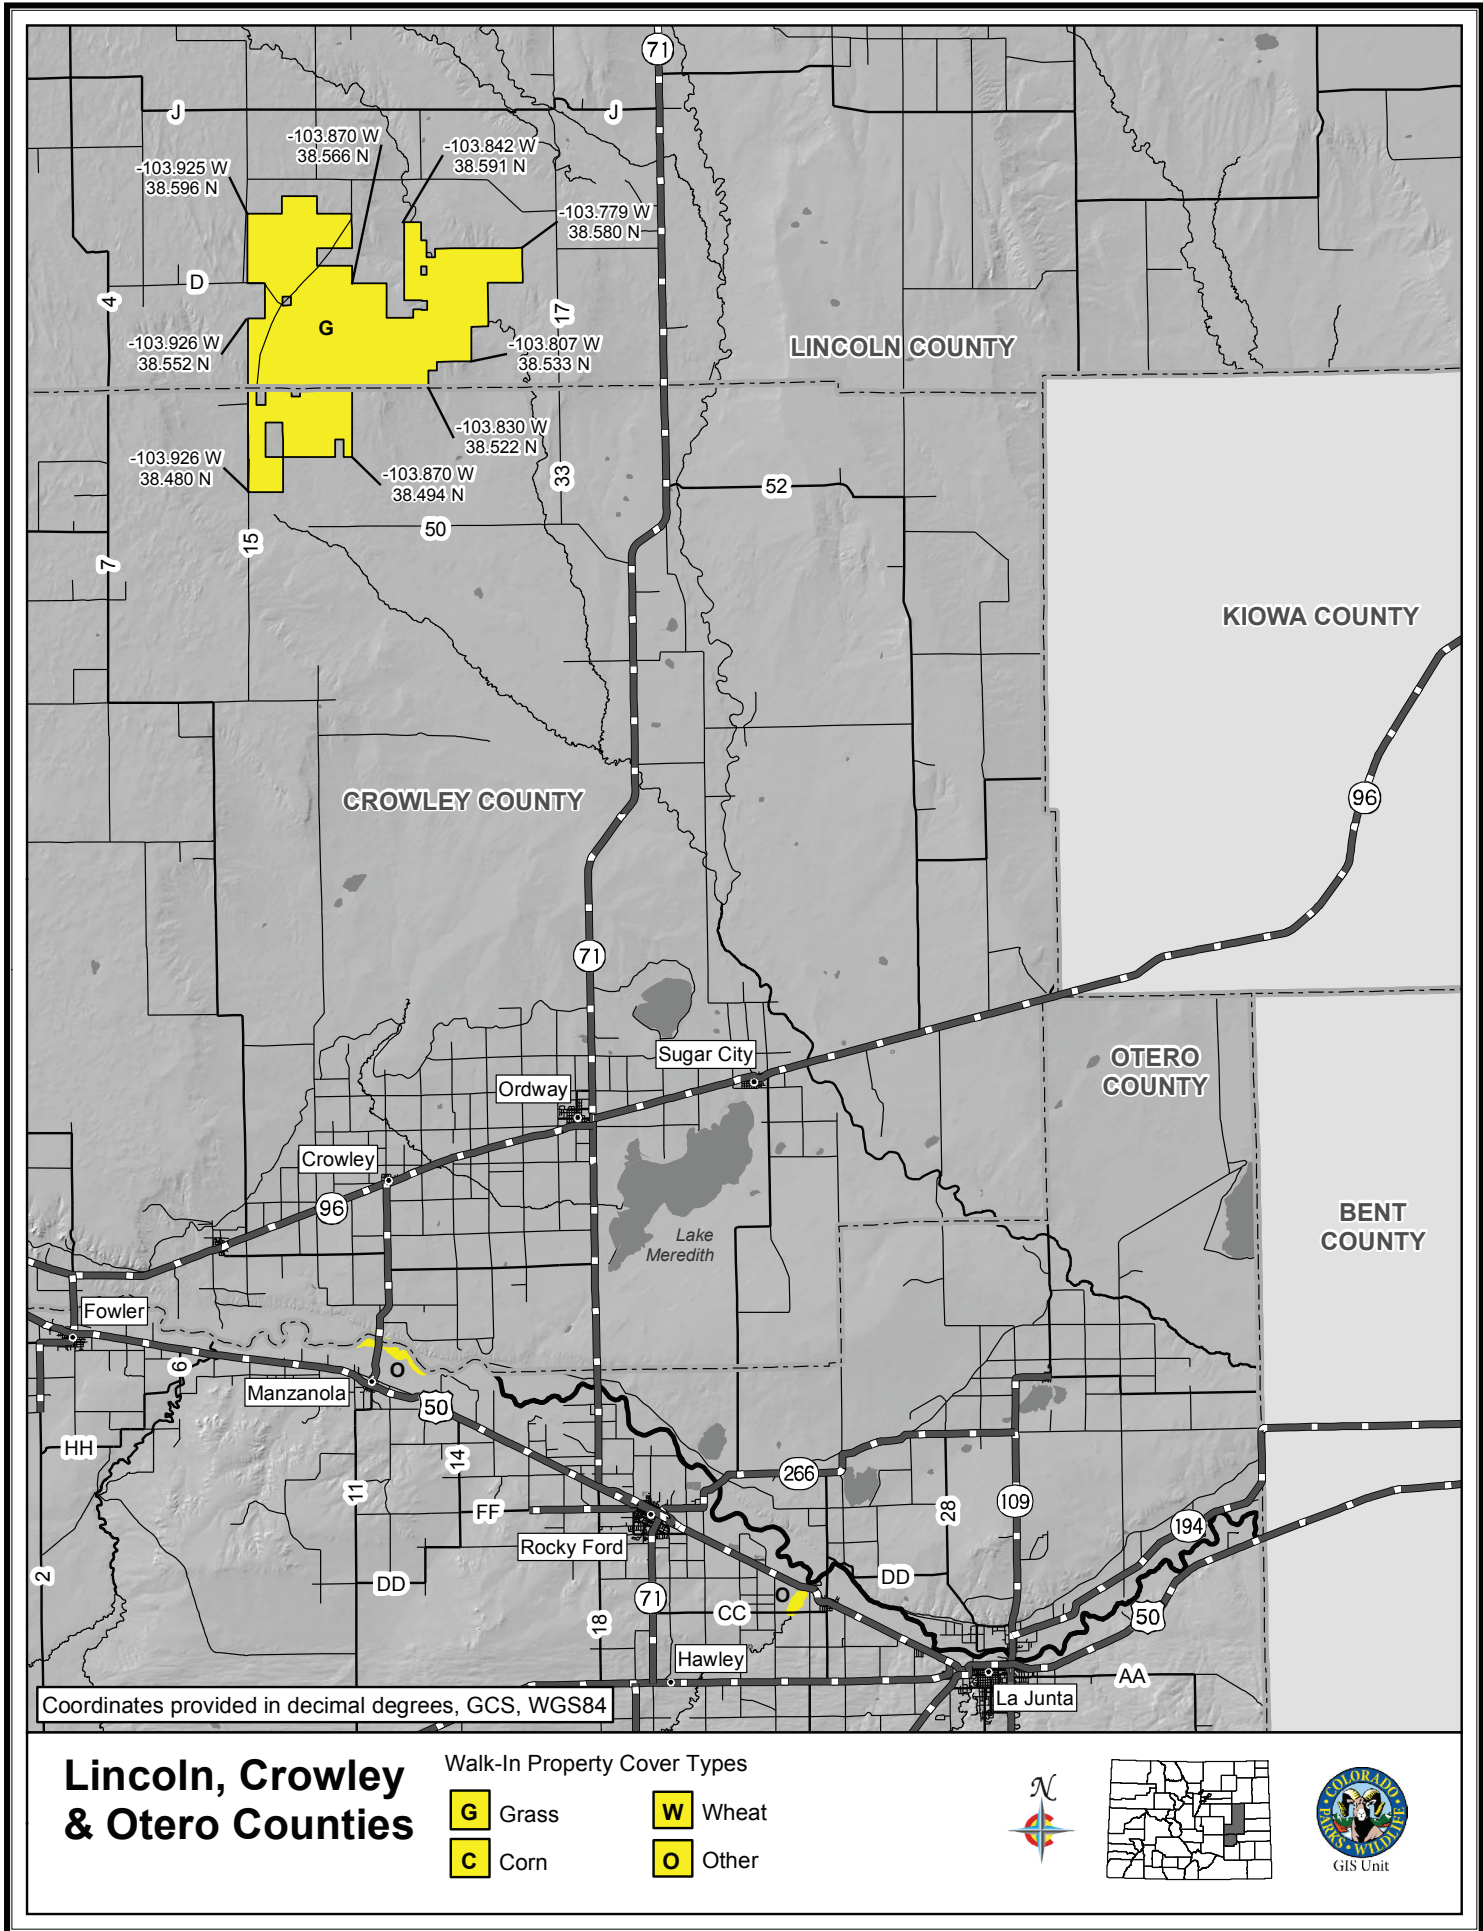 71
J
J
-103.870 W
38.566 N
-103.842 W
38.591 N
-103.925 W
38.596 N
-103.779 W
38.580 N
D
4
17
G
-103.926 W
38.552 N
-103.807 W
38.533 N
LINCOLN COUNTY
-103.830 W
38.522 N
-103.926 W
38.480 N
-103.870 W
38.494 N
33
52
50
15
7
KIOWA COUNTY
96
CROWLEY COUNTY
71
Sugar City
OTERO
COUNTY
Ordway
Crowley
96
Lake
Meredith
BENT
COUNTY
Fowler
6
O
Manzanola
50
HH
14
266
11
109
28
FF
194
Rocky Ford
2
DD
DD
O
71
CC
50
18
Hawley
AA
La Junta
Coordinates provided in decimal degrees, GCS, WGS84
Lincoln, Crowley
& Otero Counties
Walk-In Property Cover Types
G Grass
W Wheat
C Corn
O Other
N
COLORADO
PARKS • WILDLIFE
GIS Unit